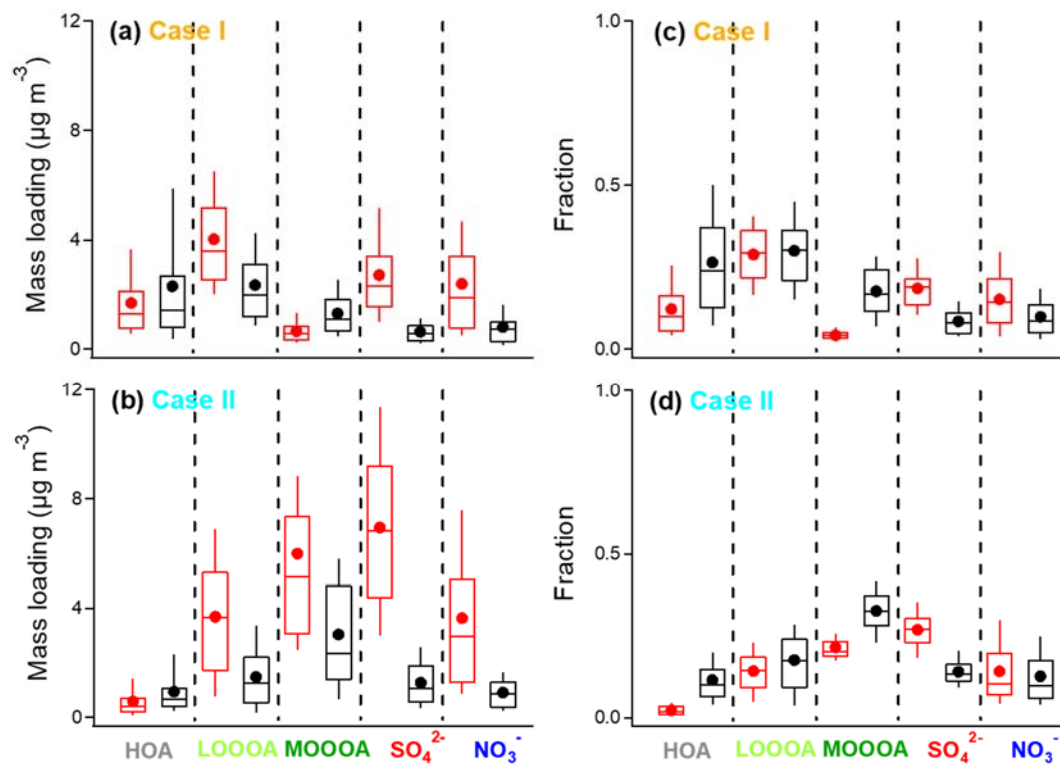 (a) Case I
Mass loading (µg m⁻³)
12
8
4
0
(c) Case I
Fraction
1.0
0.5
0.0
(b) Case II
Mass loading (µg m⁻³)
12
8
4
0
HOA LOOOA MOOOA SO₄²⁻ NO₃⁻
(d) Case II
Fraction
1.0
0.5
0.0
HOA LOOOA MOOOA SO₄²⁻ NO₃⁻